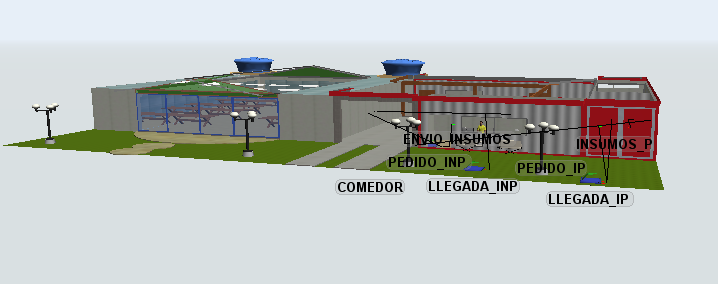 ENVIO_INSUMOS
INSUMOS_P
PEDIDO_INP
PEDIDO_IP
COMEDOR
LLEGADA_INP
LLEGADA_IP